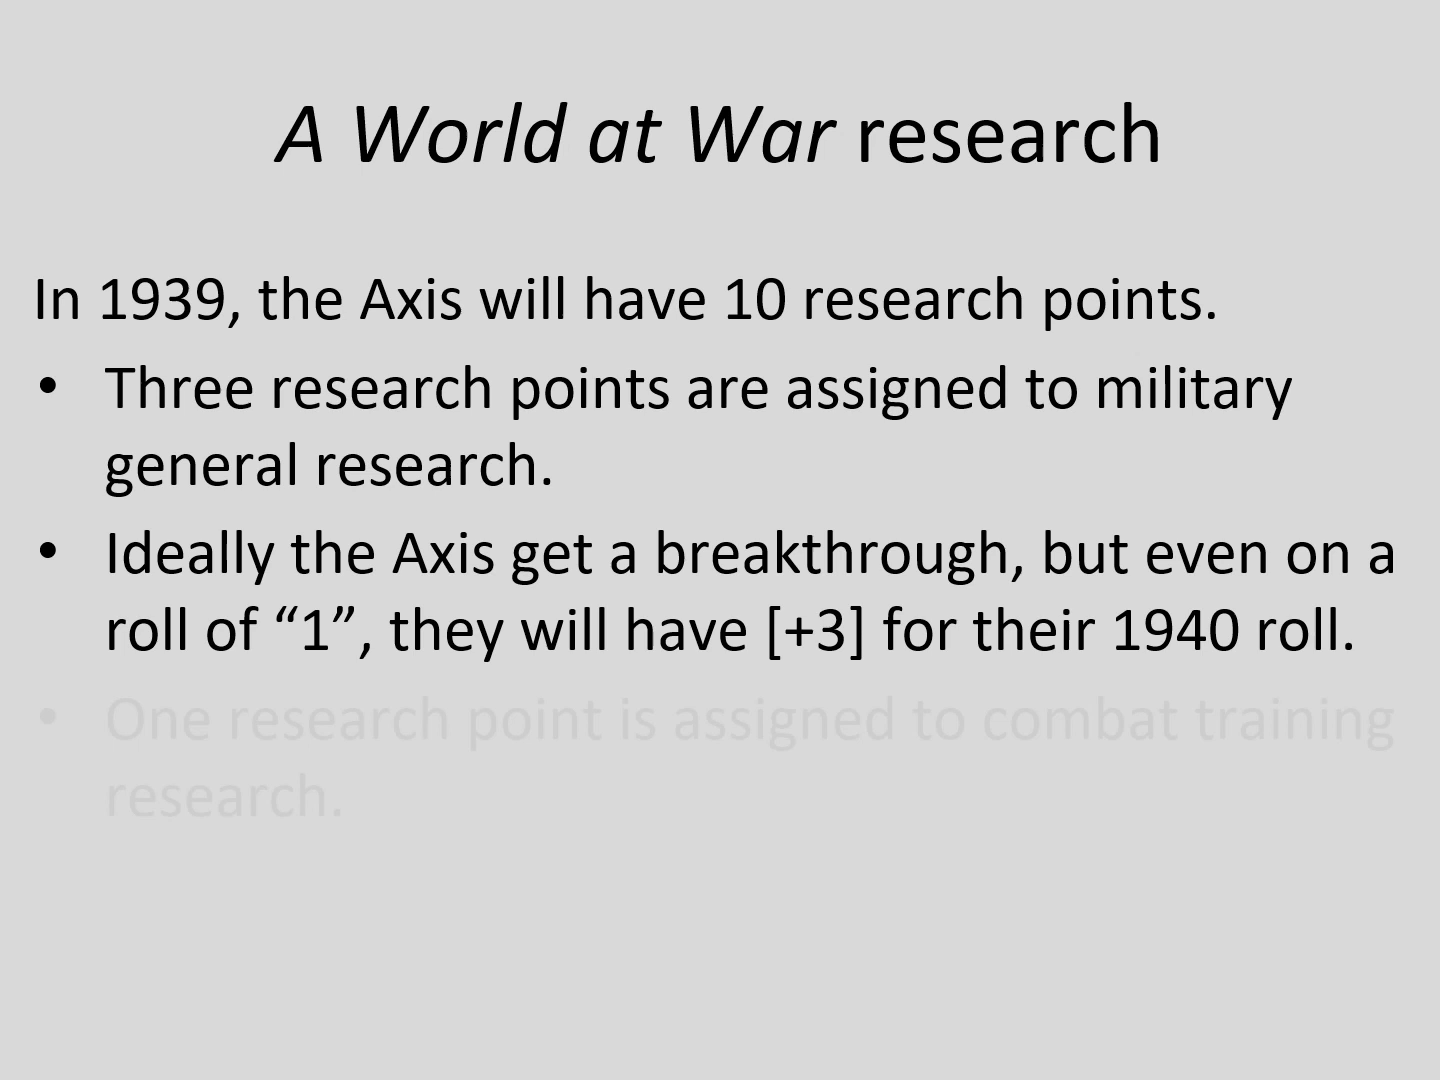 A World at War research
In 1939, the Axis will have 10 research points.
• Three research points are assigned to military
general research.
• Ideally the Axis get a breakthrough, but even on a
roll of “1”, they will have [+3] for their 1940 roll.
• One research point is assigned to combat training
research.